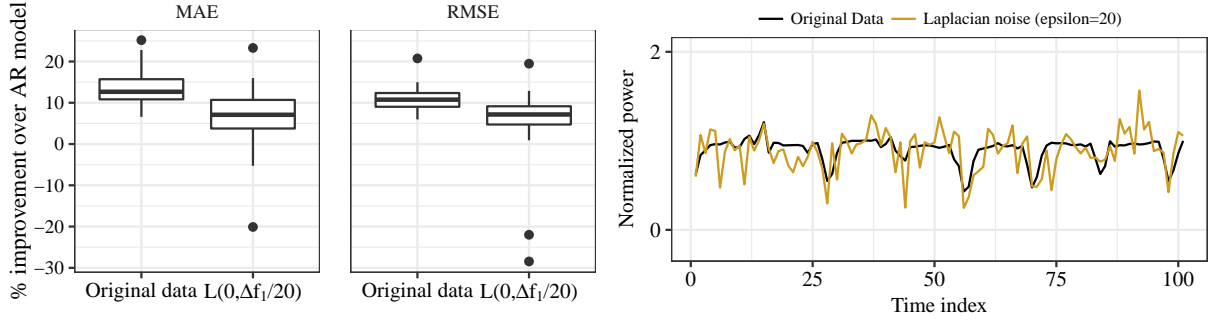 MAE
RMSE
% improvement over AR model
20
10
0
−10
−20
−30
Original data
L(0,Δf₁/20)
Original data
L(0,Δf₁/20)
Original Data
Laplacian noise (epsilon=20)
Normalized power
2
1
0
0
25
50
75
100
Time index